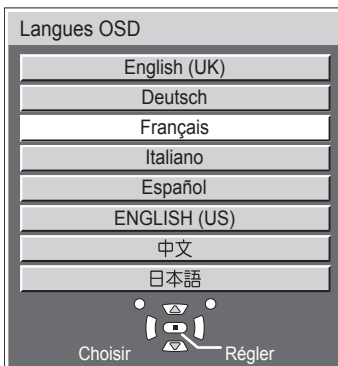 Langues OSD
English (UK)
Deutsch
Français
Italiano
Español
ENGLISH (US)
中文
日本語
Choisir Régler